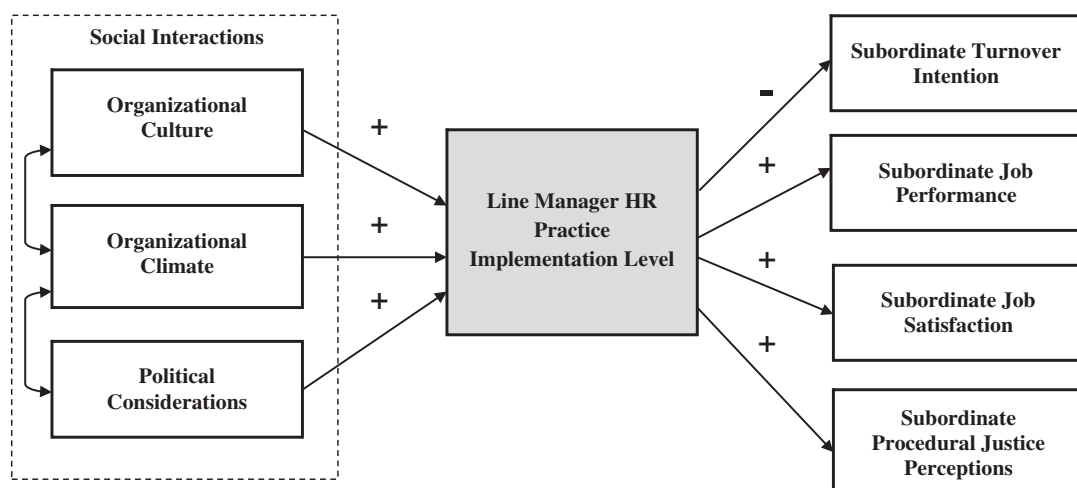 Social Interactions
Organizational
Culture
Organizational
Climate
Political
Considerations
+
+
+
Line Manager HR
Practice
Implementation Level
-
+
+
+
Subordinate Turnover
Intention
Subordinate Job
Performance
Subordinate Job
Satisfaction
Subordinate
Procedural Justice
Perceptions